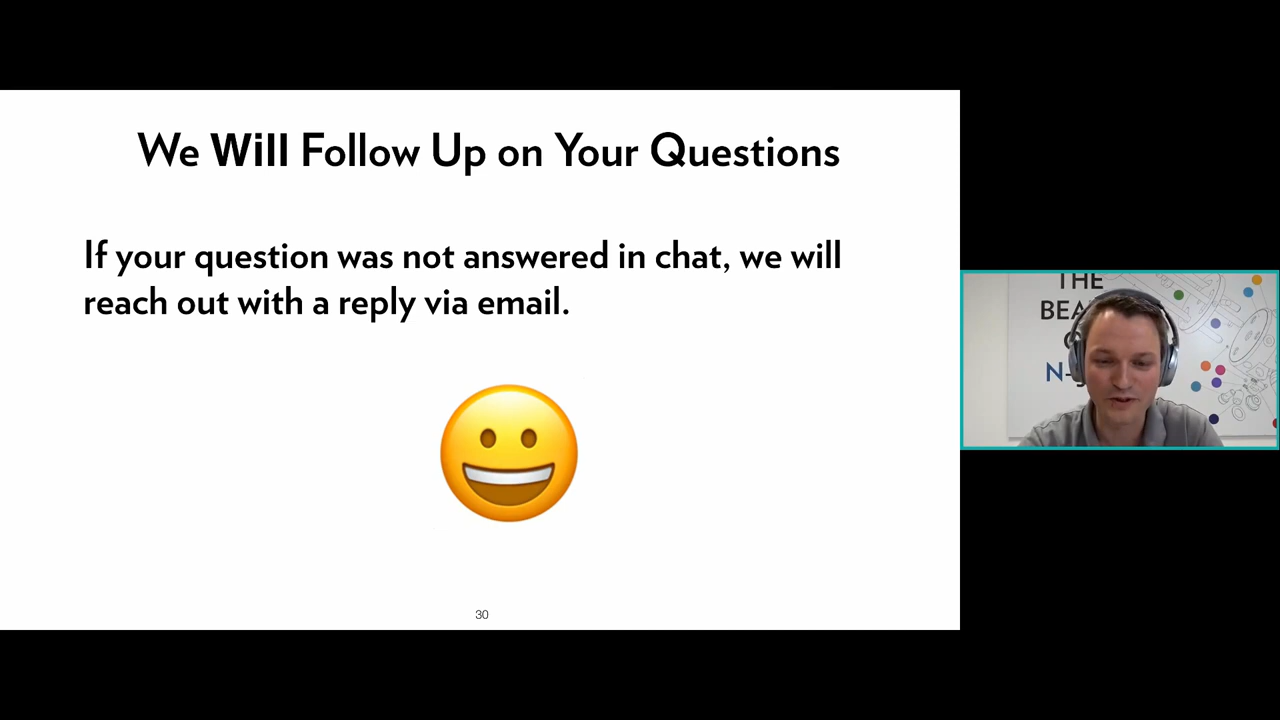 We Will Follow Up on Your Questions
If your question was not answered in chat, we will
reach out with a reply via email.
30
THE
N-